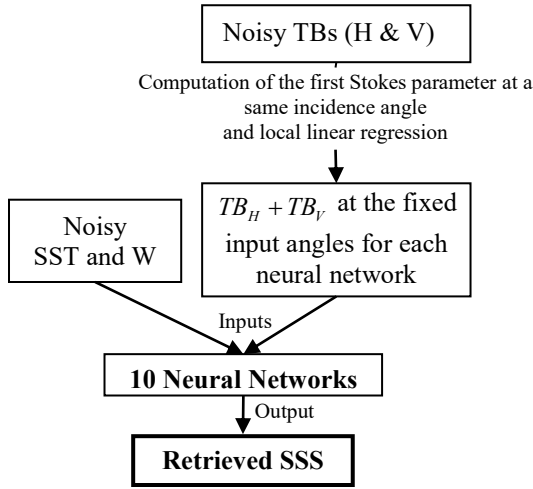 Noisy TBs (H & V)
Computation of the first Stokes parameter at a
same incidence angle
and local linear regression
TB_H + TB_V at the fixed
input angles for each
neural network
Noisy
SST and W
Inputs
10 Neural Networks
Output
Retrieved SSS